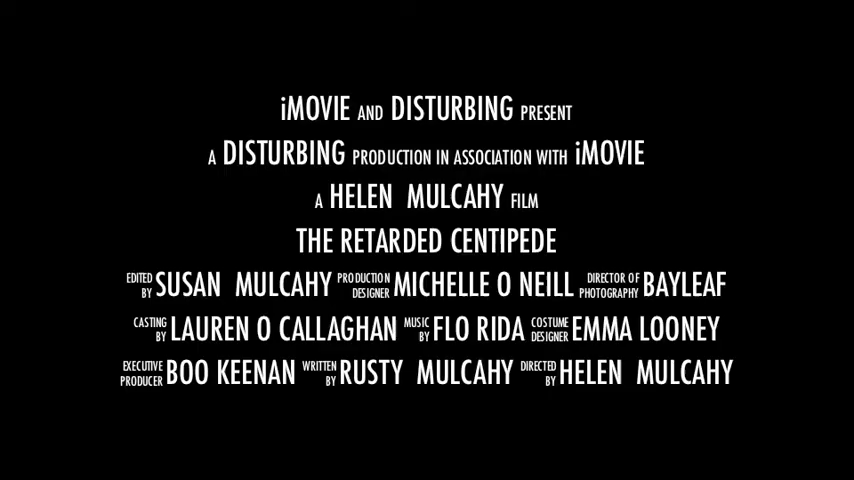 iMOVIE AND DISTURBING PRESENT
A DISTURBING PRODUCTION IN ASSOCIATION WITH iMOVIE
A HELEN MULCAHY FILM
THE RETARDED CENTIPEDE
EDITED BY SUSAN MULCAHY PRODUCTION DESIGNER MICHELLE O NEILL DIRECTOR OF PHOTOGRAPHY BAYLEAF
CASTING BY LAUREN O CALLAGHAN MUSIC BY FLO RIDA COSTUME DESIGNER EMMA LOONEY
EXECUTIVE PRODUCER BOO KEENAN WRITTEN BY RUSTY MULCAHY DIRECTED BY HELEN MULCAHY